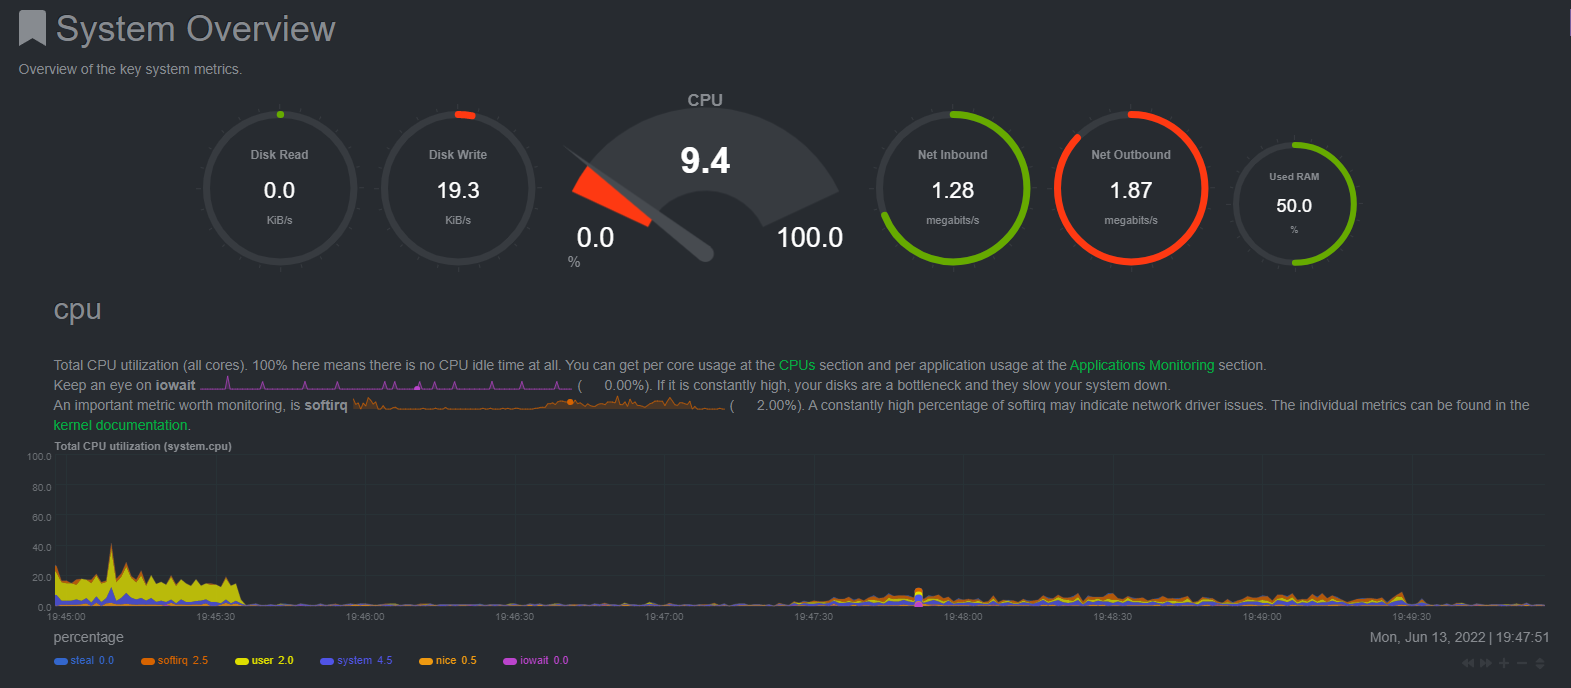 System Overview
Overview of the key system metrics.
CPU
Disk Read
0.0
KiB/s
Disk Write
19.3
KiB/s
9.4
0.0
100.0
%
Net Inbound
1.28
megabits/s
Net Outbound
1.87
megabits/s
Used RAM
50.0
%
cpu
Total CPU utilization (all cores). 100% here means there is no CPU idle time at all. You can get per core usage at the CPUs section and per application usage at the Applications Monitoring section.
Keep an eye on iowait ( 0.00%). If it is constantly high, your disks are a bottleneck and they slow your system down.
An important metric worth monitoring, is softirq ( 2.00%). A constantly high percentage of softirq may indicate network driver issues. The individual metrics can be found in the
kernel documentation.
Total CPU utilization (system.cpu)
100.0
80.0
60.0
40.0
20.0
0.0
19:45:00 19:45:30 19:46:00 19:46:30 19:47:00 19:47:30 19:48:00 19:48:30 19:49:00 19:49:30
percentage Mon, Jun 13, 2022 | 19:47:51
steal 0.0 softirq 2.5 user 2.0 system 4.5 nice 0.5 iowait 0.0